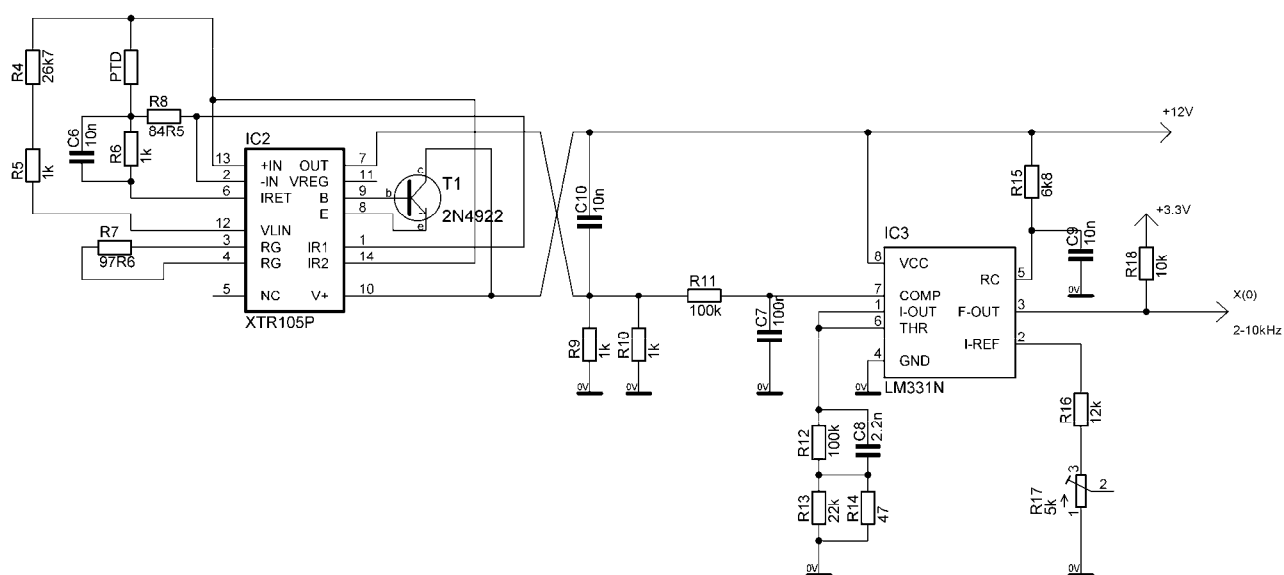 R4
26k7
PTD
R8
84R5
C6
10n
R6
1k
R5
1k
R7
97R6
IC2
13
2
6
12
3
4
5
+IN
-IN
IRET
VLIN
RG
RG
NC
OUT
VREG
B
E
IR1
IR2
V+
7
11
9
8
1
14
10
XTR105P
b
c
e
T1
2N4922
C10
10n
R9
1k
0V
R10
1k
0V
R11
100k
C7
100n
0V
+12V
R15
6k8
C9
10n
0V
+3.3V
R18
10k
IC3
8
7
1
6
4
VCC
COMP
I-OUT
THR
GND
RC
F-OUT
I-REF
5
3
2
LM331N
0V
X(0)
2-10kHz
R12
100k
C8
2.2n
R13
22k
R14
47
0V
R16
12k
R17
5k
3
2
1
0V